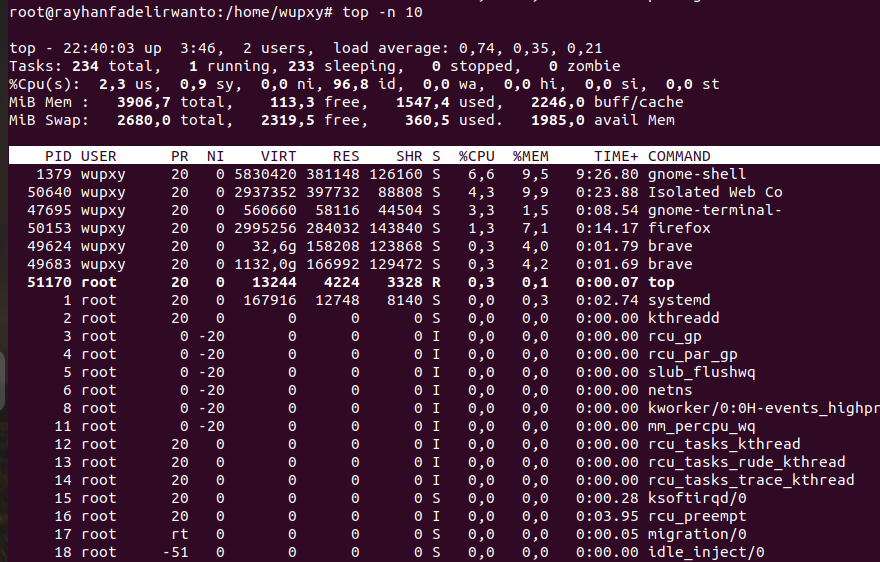 root@rayhanfadelirwanto:/home/wupxy# top -n 10
top - 22:40:03 up  3:46,  2 users,  load average: 0,74, 0,35, 0,21
Tasks: 234 total,   1 running, 233 sleeping,   0 stopped,   0 zombie
%Cpu(s):  2,3 us,  0,9 sy,  0,0 ni, 96,8 id,  0,0 wa,  0,0 hi,  0,0 si,  0,0 st
MiB Mem :   3906,7 total,    113,3 free,   1547,4 used,   2246,0 buff/cache
MiB Swap:   2680,0 total,   2319,5 free,    360,5 used.   1985,0 avail Mem
PID USER      PR  NI    VIRT    RES    SHR S  %CPU  %MEM     TIME+ COMMAND
1379 wupxy     20   0 5830420 381148 126160 S   6,6   9,5   9:26.80 gnome-shell
50640 wupxy     20   0 2937352 397732  88808 S   4,3   9,9   0:23.88 Isolated Web Co
47695 wupxy     20   0  560660  58116  44504 S   3,3   1,5   0:08.54 gnome-terminal-
50153 wupxy     20   0 2995256 284032 143840 S   1,3   7,1   0:14.17 firefox
49624 wupxy     20   0   32,6g 158208 123868 S   0,3   4,0   0:01.79 brave
49683 wupxy     20   0 1132,0g 166992 129472 S   0,3   4,2   0:01.69 brave
51170 root      20   0   13244   4224   3328 R   0,3   0,1   0:00.07 top
1 root      20   0  167916  12748   8140 S   0,0   0,3   0:02.74 systemd
2 root      20   0       0      0      0 S   0,0   0,0   0:00.00 kthreadd
3 root       0 -20       0      0      0 I   0,0   0,0   0:00.00 rcu_gp
4 root       0 -20       0      0      0 I   0,0   0,0   0:00.00 rcu_par_gp
5 root       0 -20       0      0      0 I   0,0   0,0   0:00.00 slub_flushwq
6 root       0 -20       0      0      0 I   0,0   0,0   0:00.00 netns
8 root       0 -20       0      0      0 I   0,0   0,0   0:00.00 kworker/0:0H-events_highpr
11 root       0 -20       0      0      0 I   0,0   0,0   0:00.00 mm_percpu_wq
12 root      20   0       0      0      0 I   0,0   0,0   0:00.00 rcu_tasks_kthread
13 root      20   0       0      0      0 I   0,0   0,0   0:00.00 rcu_tasks_rude_kthread
14 root      20   0       0      0      0 I   0,0   0,0   0:00.00 rcu_tasks_trace_kthread
15 root      20   0       0      0      0 S   0,0   0,0   0:00.28 ksoftirqd/0
16 root      20   0       0      0      0 I   0,0   0,0   0:03.95 rcu_preempt
17 root      rt   0       0      0      0 S   0,0   0,0   0:00.05 migration/0
18 root     -51   0       0      0      0 S   0,0   0,0   0:00.00 idle_inject/0